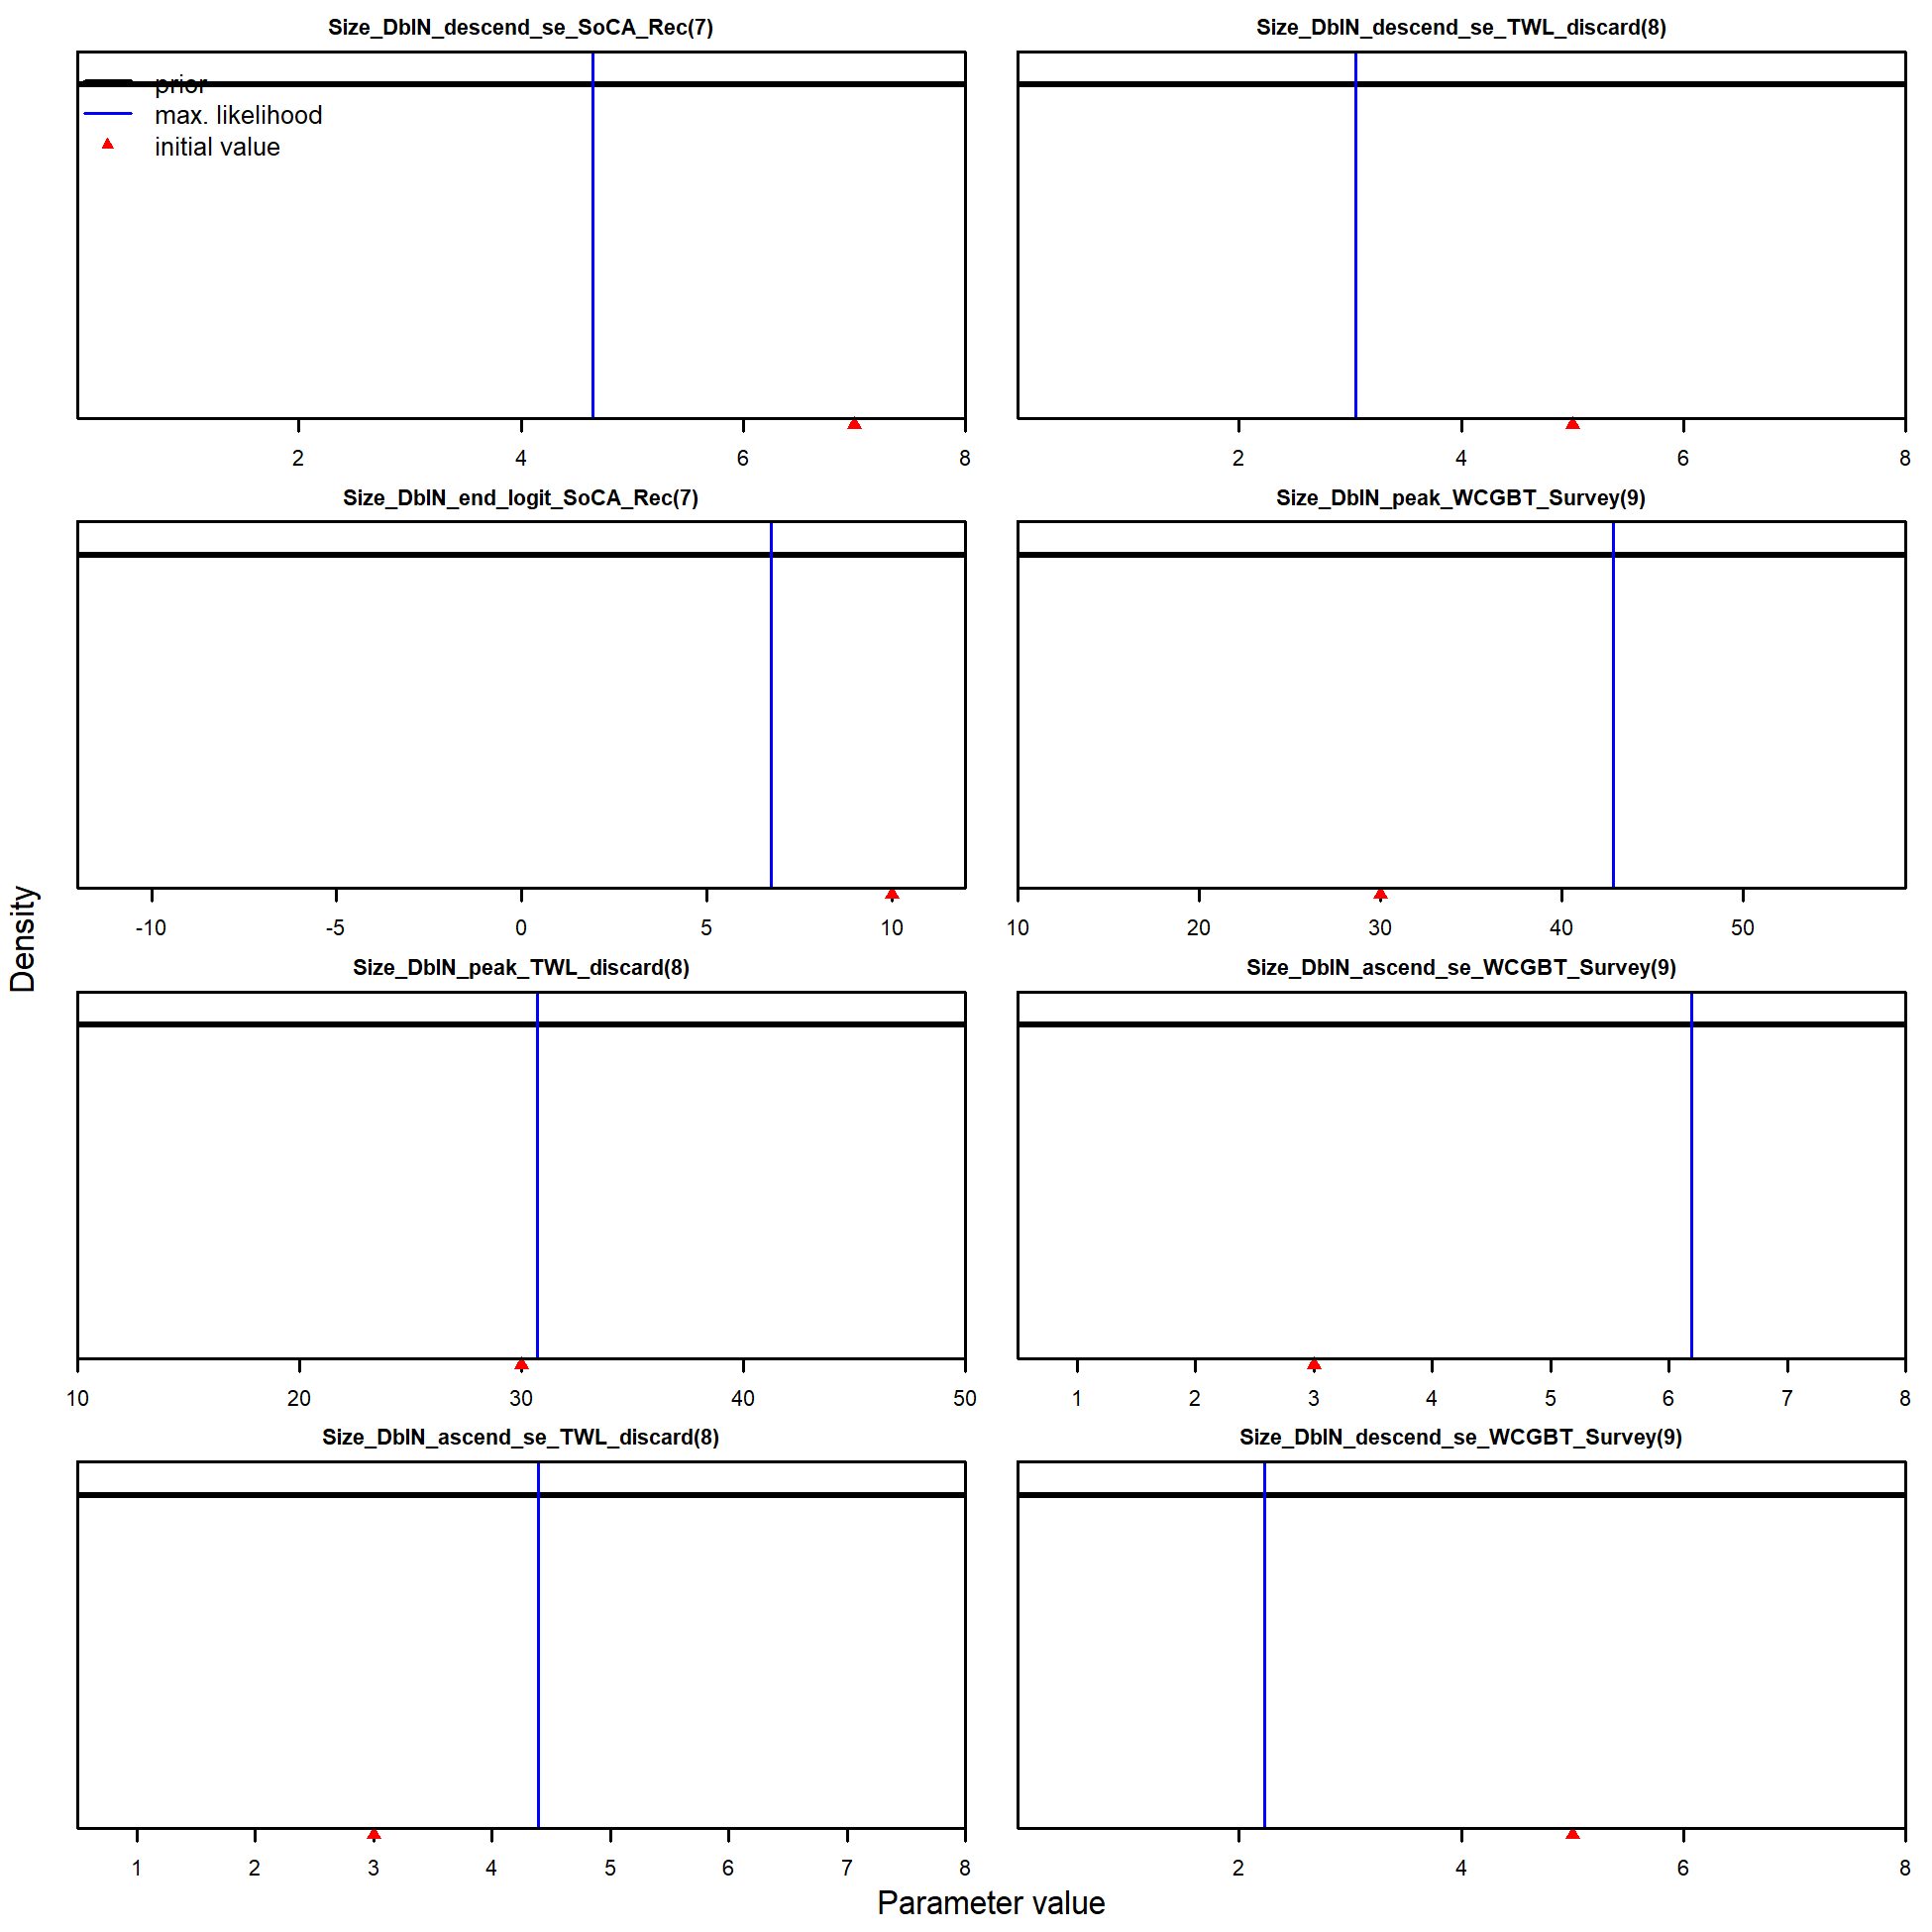 Size_DblN_descend_se_SoCA_Rec(7)
prior
max. likelihood
initial value
2 4 6 8
Size_DblN_descend_se_TWL_discard(8)
2 4 6 8
Size_DblN_end_logit_SoCA_Rec(7)
-10 -5 0 5 10
Size_DblN_peak_WCGBT_Survey(9)
10 20 30 40 50
Size_DblN_peak_TWL_discard(8)
10 20 30 40 50
Size_DblN_ascend_se_WCGBT_Survey(9)
1 2 3 4 5 6 7 8
Size_DblN_ascend_se_TWL_discard(8)
1 2 3 4 5 6 7 8
Size_DblN_descend_se_WCGBT_Survey(9)
2 4 6 8
Density
Parameter value